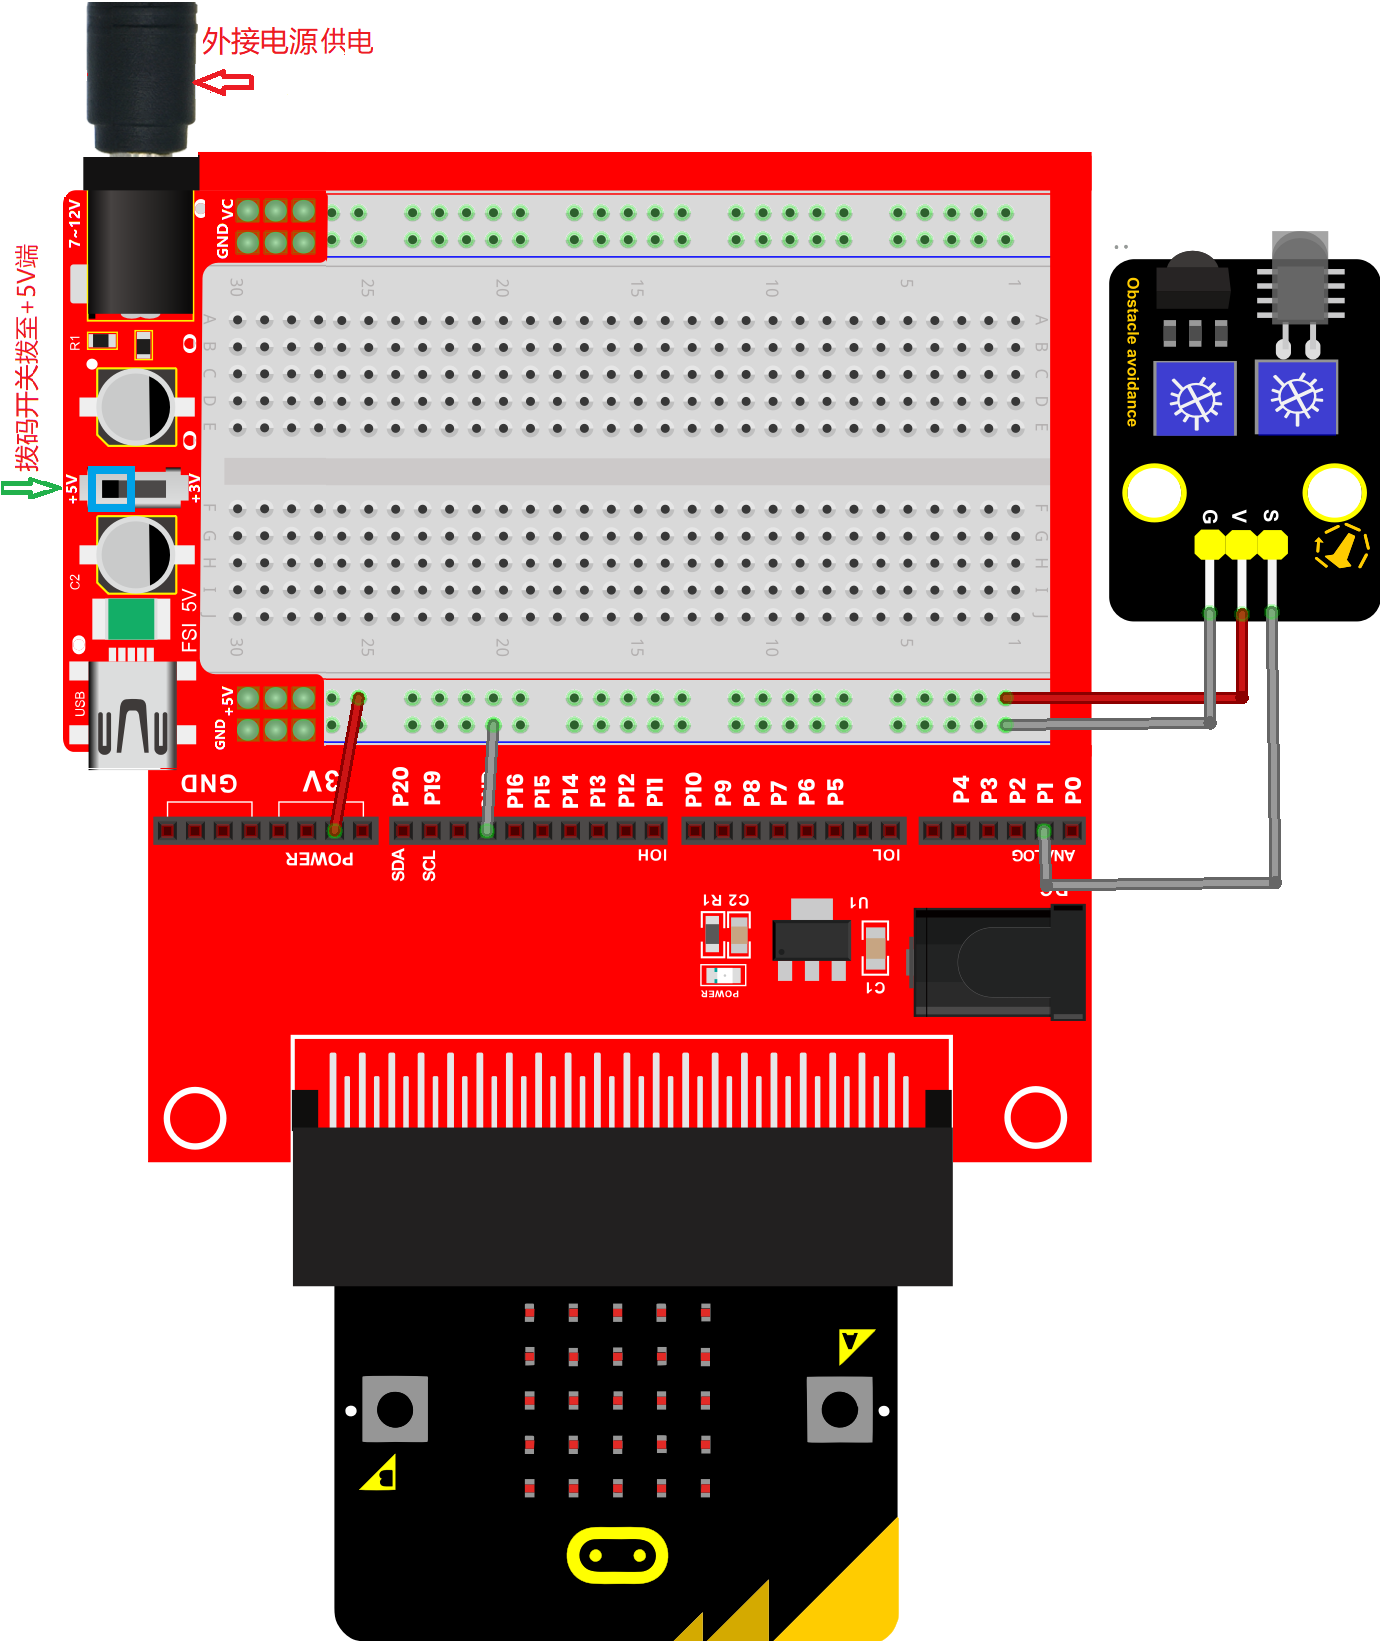 外接电源供电
拨码开关拨至+5V端
7~12V
VC
GND
30
25
20
15
10
5
1
A
A
B
B
C
C
D
D
E
E
R1
+5V
+3V
F
F
G
G
H
H
I
I
J
J
C2
FSI 5V
30
25
20
15
10
5
1
USB
+5V
GND
Obstacle avoidance
G
V
S
GND
3V
P20
P19
P16
P15
P14
P13
P12
P11
P10
P9
P8
P7
P6
P5
P4
P3
P2
P1
P0
POWER
SDA
SCL
IOH
IOL
ANALOG
C2 R1
U1
POWER
C1
A
B